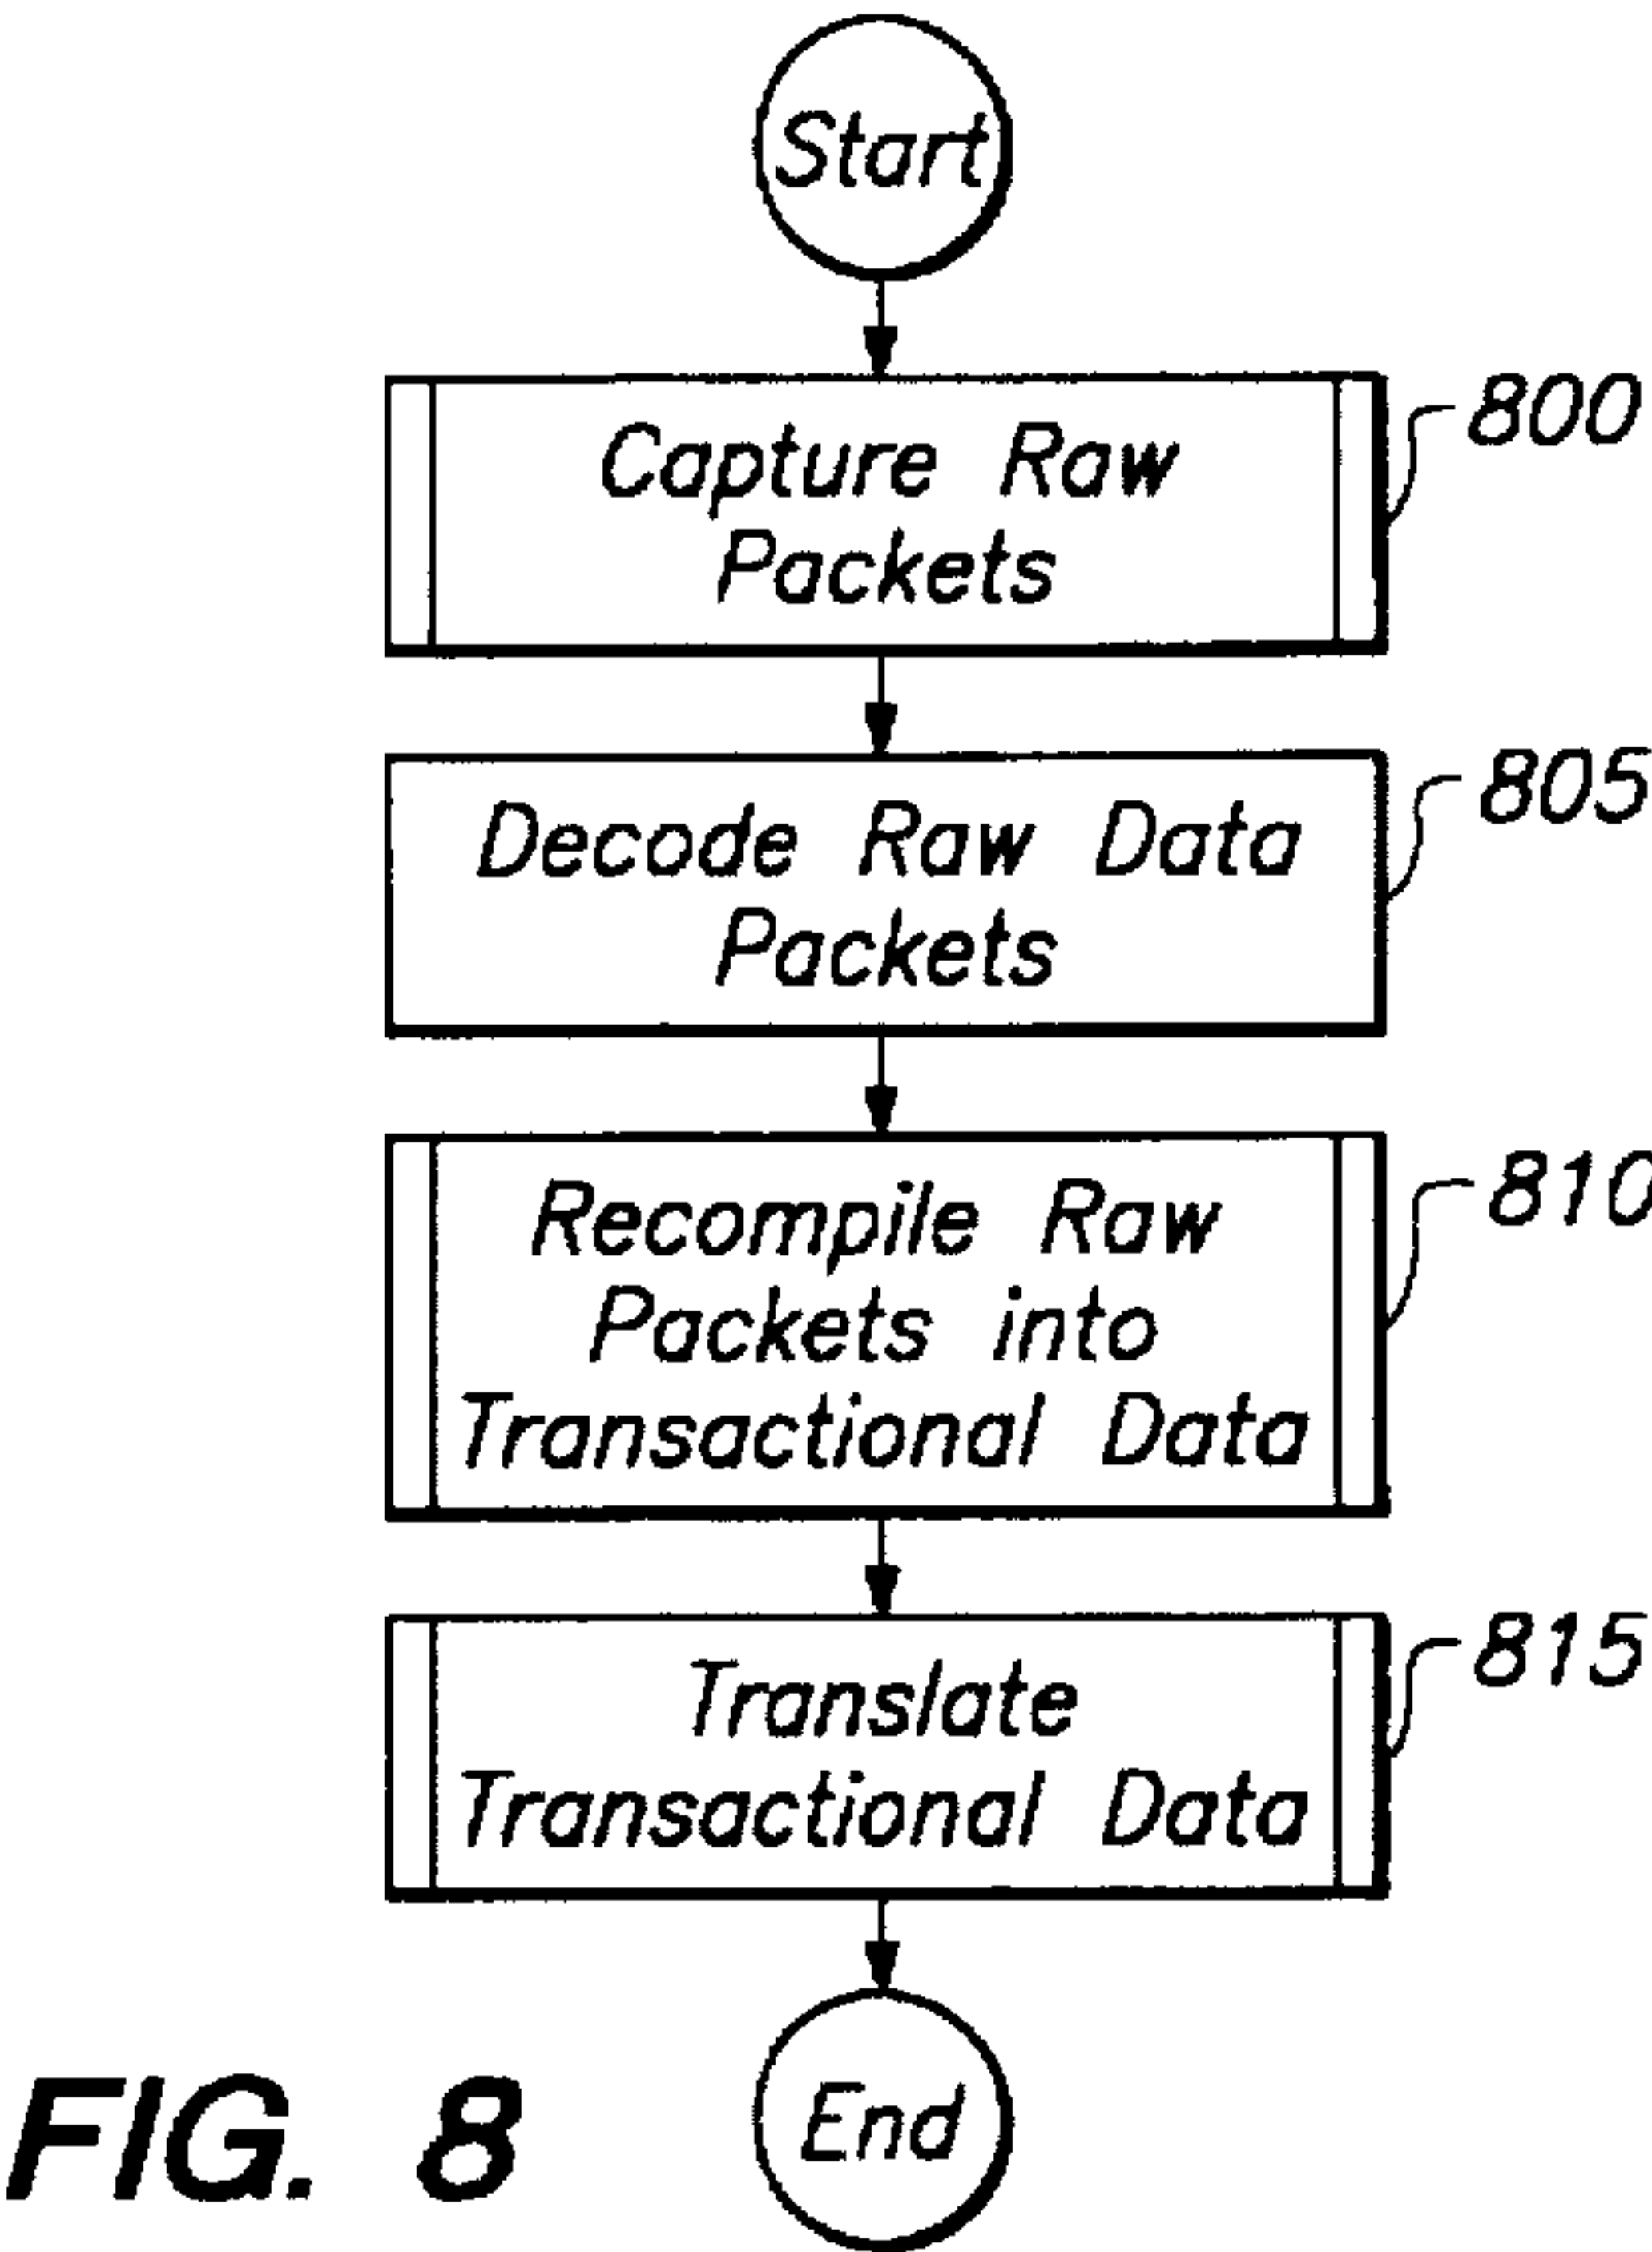 Start
Capture Raw
Packets
800
Decode Raw Data
Packets
805
Recompile Raw
Packets into
Transactional Data
810
Translate
Transactional Data
815
End
FIG. 8